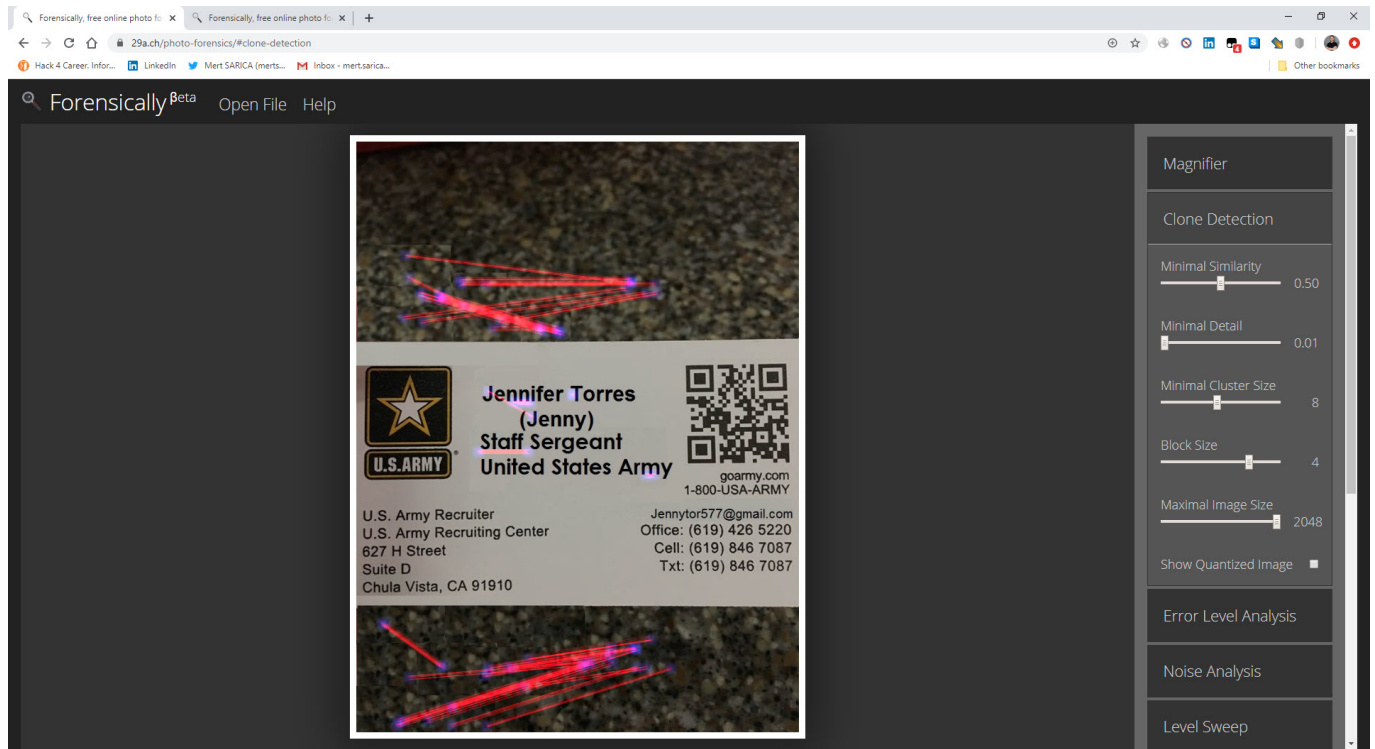 Forensically, free online photo fo
Forensically, free online photo fo
29a.ch/photo-forensics/#clone-detection
Hack 4 Career. Infor...
LinkedIn
Mert SARICA (merts...
Inbox - mert.sarica...
Other bookmarks
Forensically Beta
Open File
Help
Jennifer Torres
(Jenny)
Staff Sergeant
United States Army
U.S.ARMY
goarmy.com
1-800-USA-ARMY
U.S. Army Recruiter
U.S. Army Recruiting Center
627 H Street
Suite D
Chula Vista, CA 91910
Jennytor577@gmail.com
Office: (619) 426 5220
Cell: (619) 846 7087
Txt: (619) 846 7087
Magnifier
Clone Detection
Minimal Similarity
0.50
Minimal Detail
0.01
Minimal Cluster Size
8
Block Size
4
Maximal Image Size
2048
Show Quantized Image
Error Level Analysis
Noise Analysis
Level Sweep